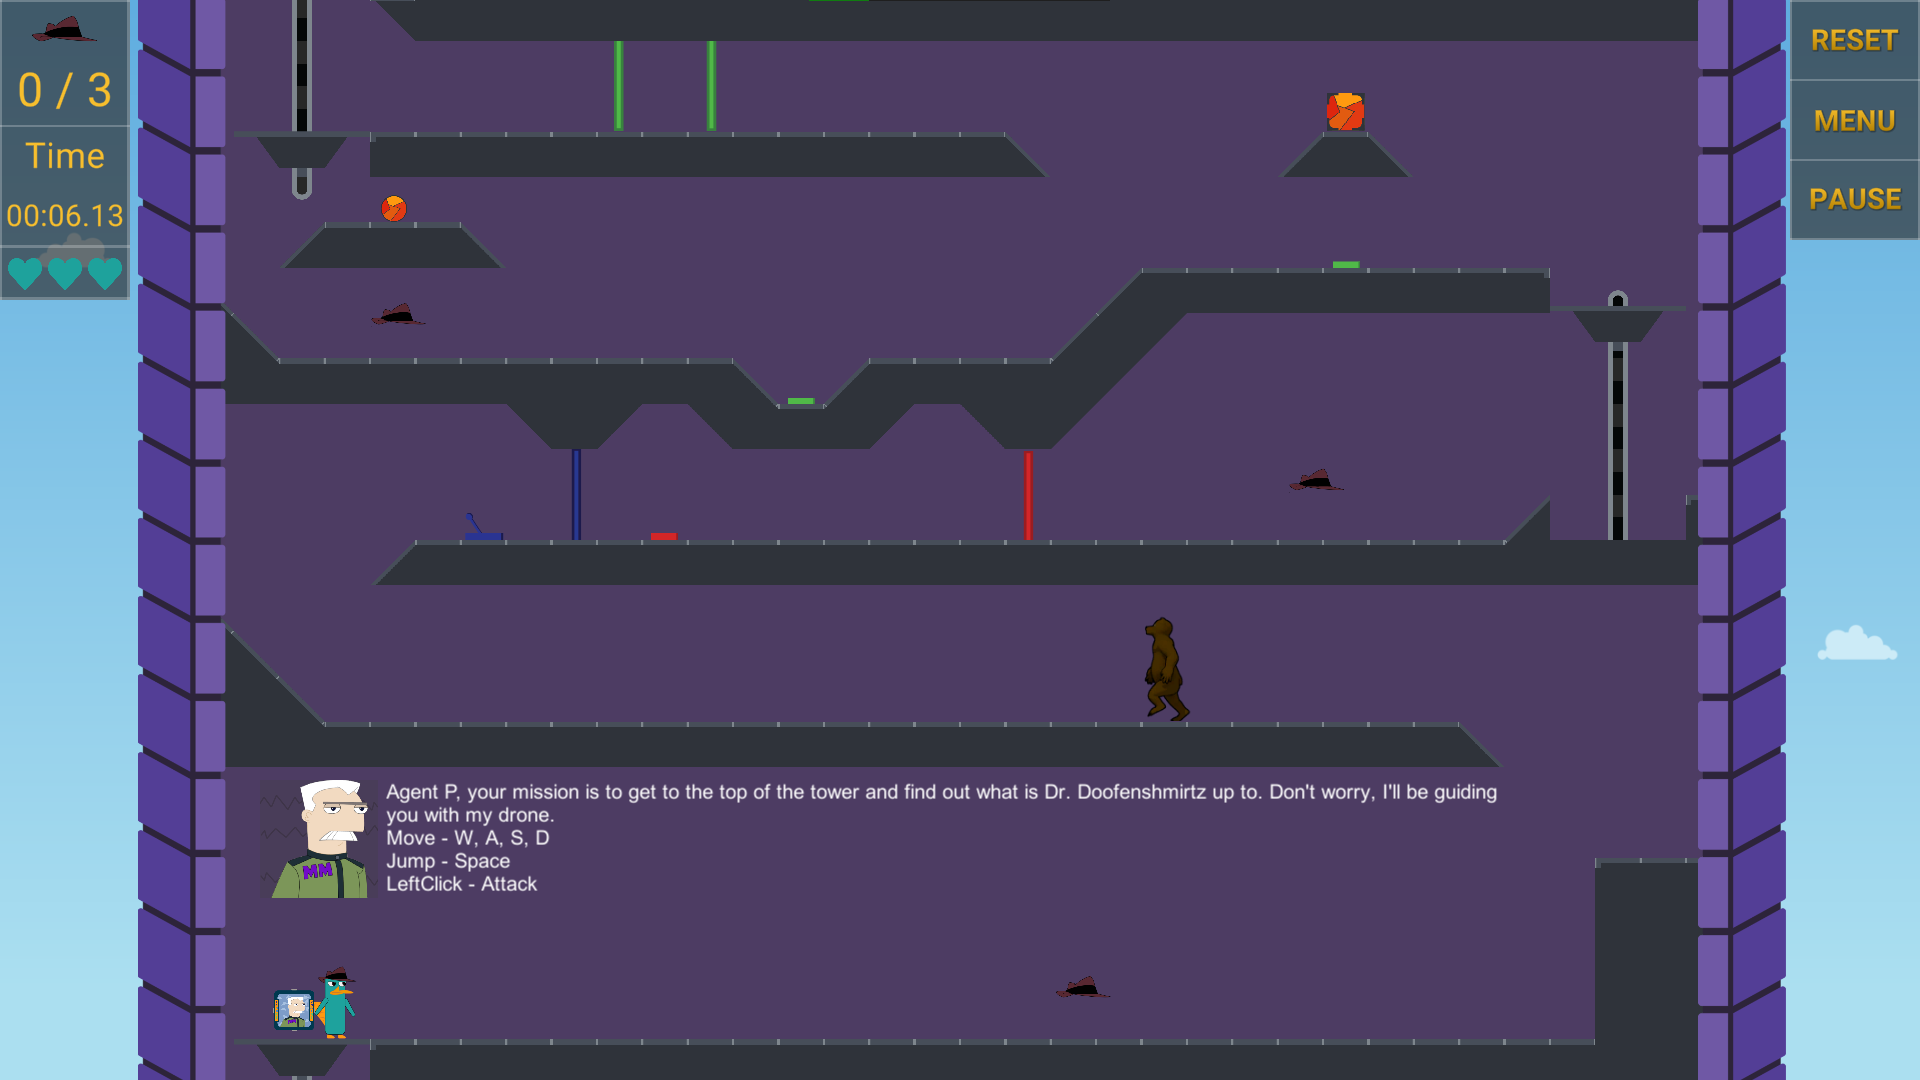 0 / 3
Time
00:06.13
RESET
MENU
PAUSE
Agent P, your mission is to get to the top of the tower and find out what is Dr. Doofenshmirtz up to. Don't worry, I'll be guiding
you with my drone.
Move - W, A, S, D
Jump - Space
LeftClick - Attack
MM